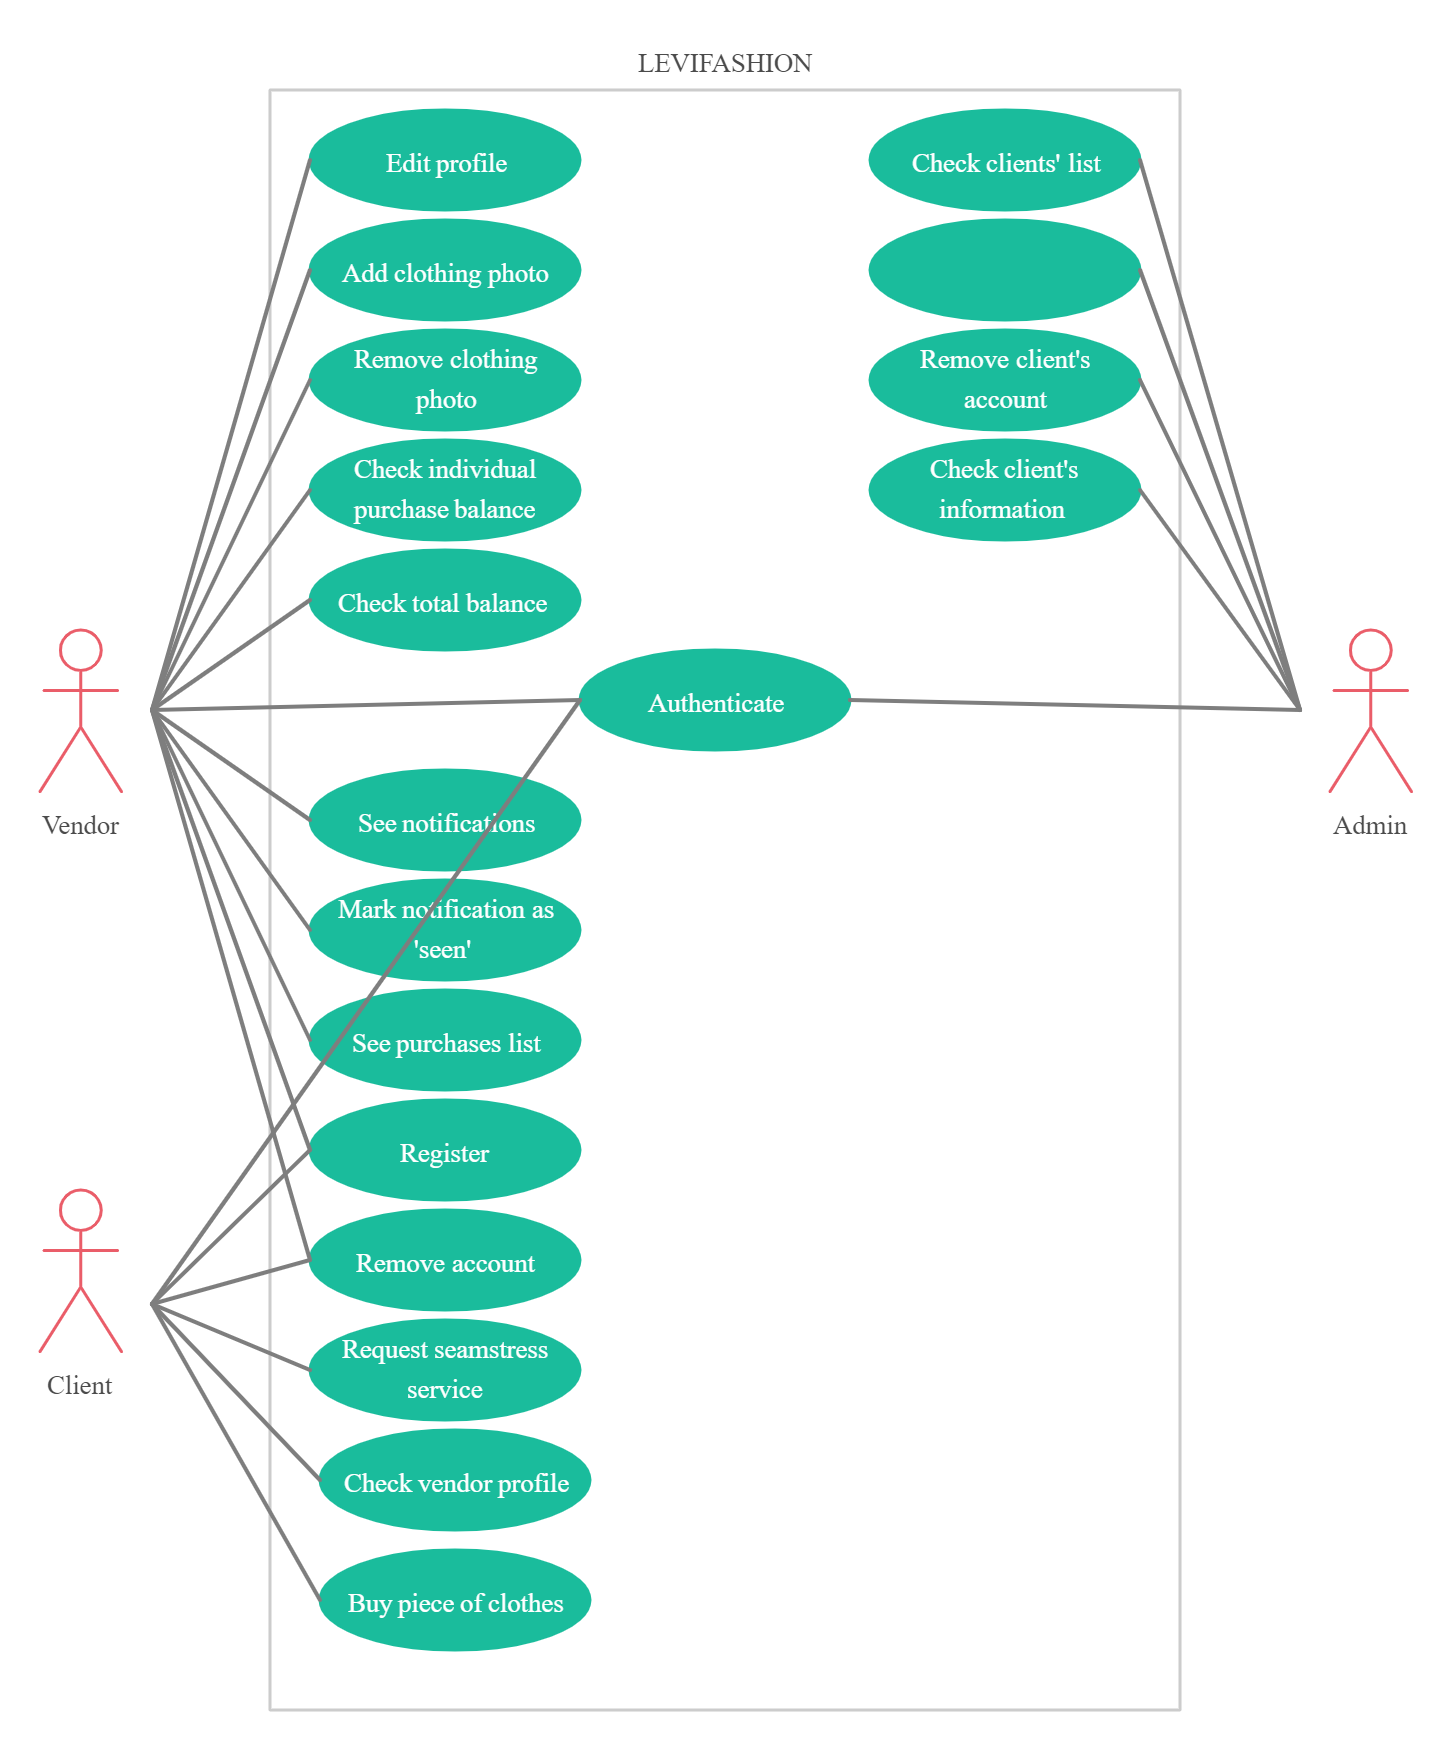 LEVIFASHION
Edit profile
Check clients' list
Add clothing photo
Remove clothing
photo
Remove client's
account
Check individual
purchase balance
Check client's
information
Check total balance
Authenticate
Vendor
Admin
See notifications
Mark notification as
'seen'
See purchases list
Register
Remove account
Client
Request seamstress
service
Check vendor profile
Buy piece of clothes